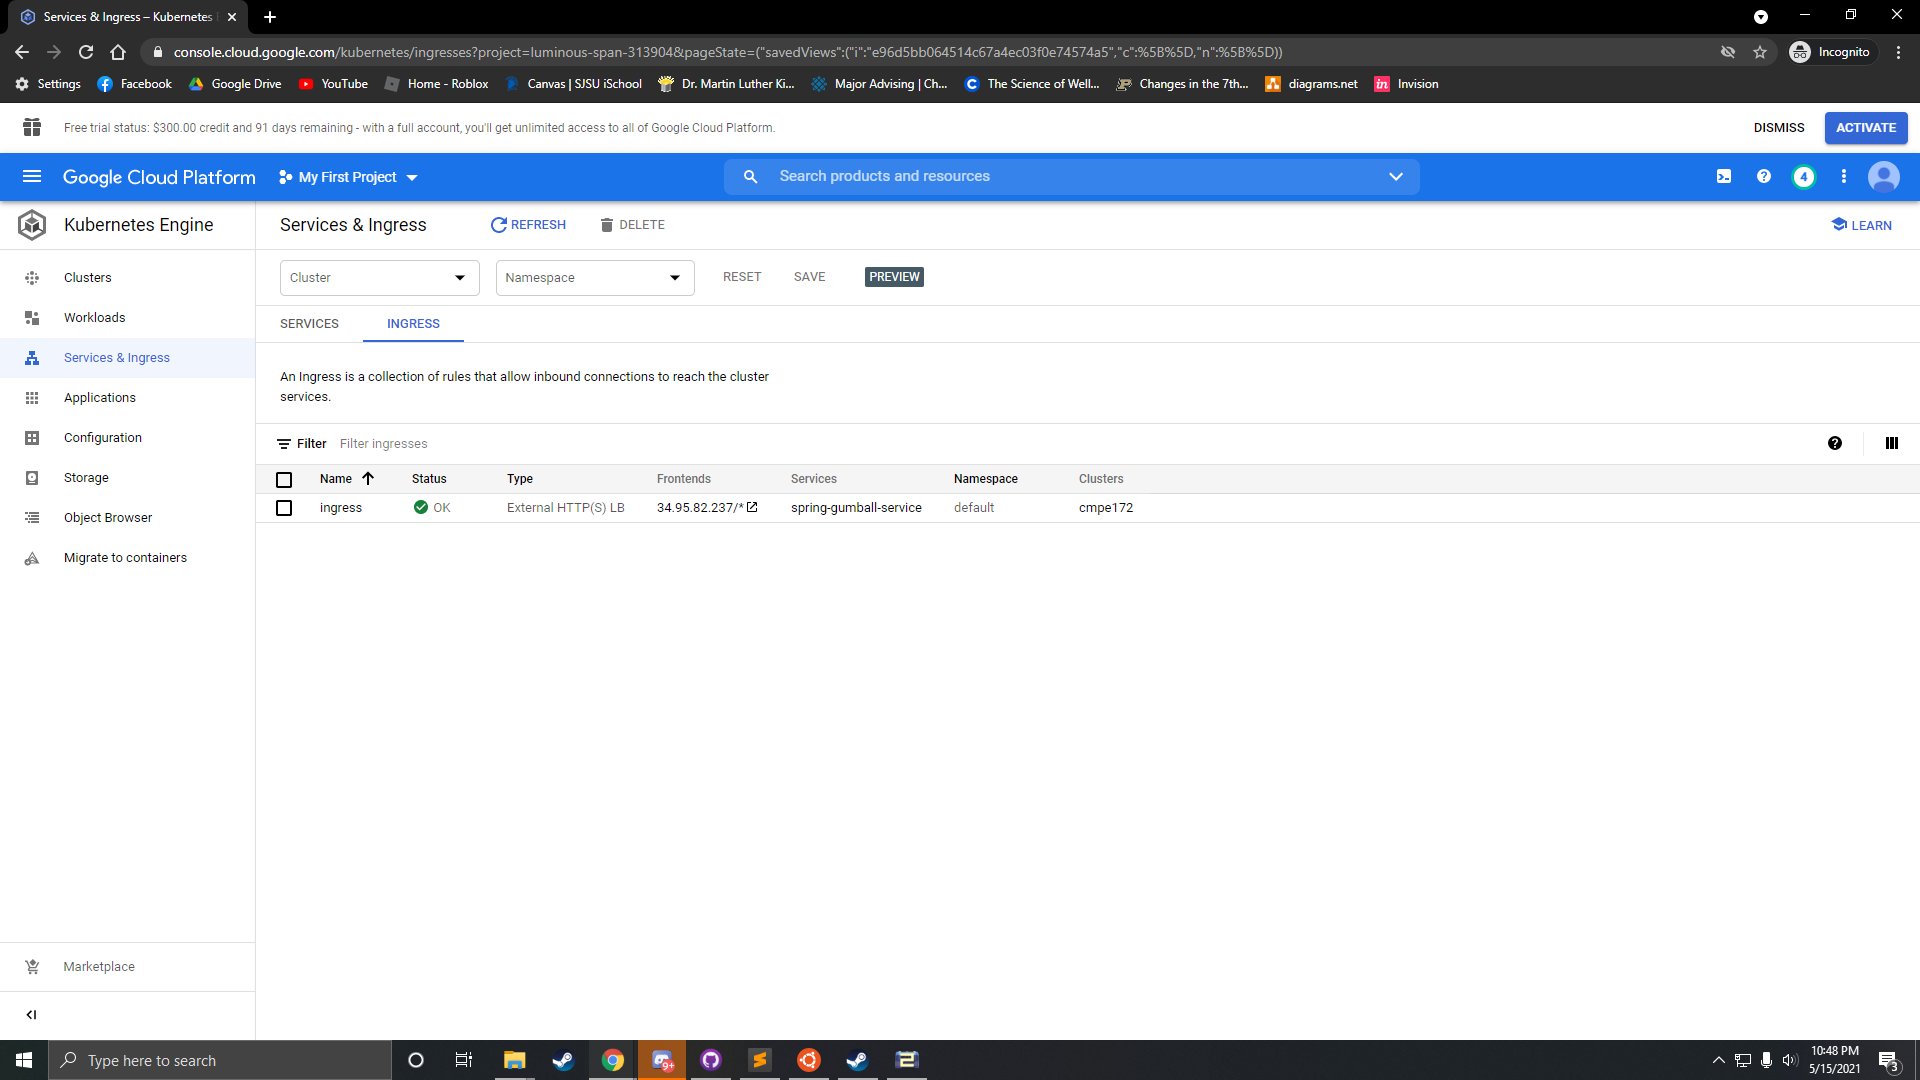 Services & Ingress – Kubernetes
console.cloud.google.com/kubernetes/ingresses?project=luminous-span-313904&pageState=("savedViews":("i":"e96d5bb064514c67a4ec03f0e74574a5","c":%5B%5D,"n":%5B%5D))
Incognito
Settings Facebook Google Drive YouTube Home - Roblox Canvas | SJSU iSchool Dr. Martin Luther Ki... Major Advising | Ch... The Science of Well... Changes in the 7th... diagrams.net in Invision
Free trial status: $300.00 credit and 91 days remaining - with a full account, you'll get unlimited access to all of Google Cloud Platform.
DISMISS ACTIVATE
Google Cloud Platform My First Project Search products and resources 4
Kubernetes Engine
Clusters
Workloads
Services & Ingress
Applications
Configuration
Storage
Object Browser
Migrate to containers
Marketplace
Services & Ingress REFRESH DELETE LEARN
Cluster Namespace RESET SAVE PREVIEW
SERVICES INGRESS
An Ingress is a collection of rules that allow inbound connections to reach the cluster
services.
Filter Filter ingresses
Name Status Type Frontends Services Namespace Clusters
ingress OK External HTTP(S) LB 34.95.82.237/* spring-gumball-service default cmpe172
Type here to search
9+
10:48 PM
5/15/2021
3